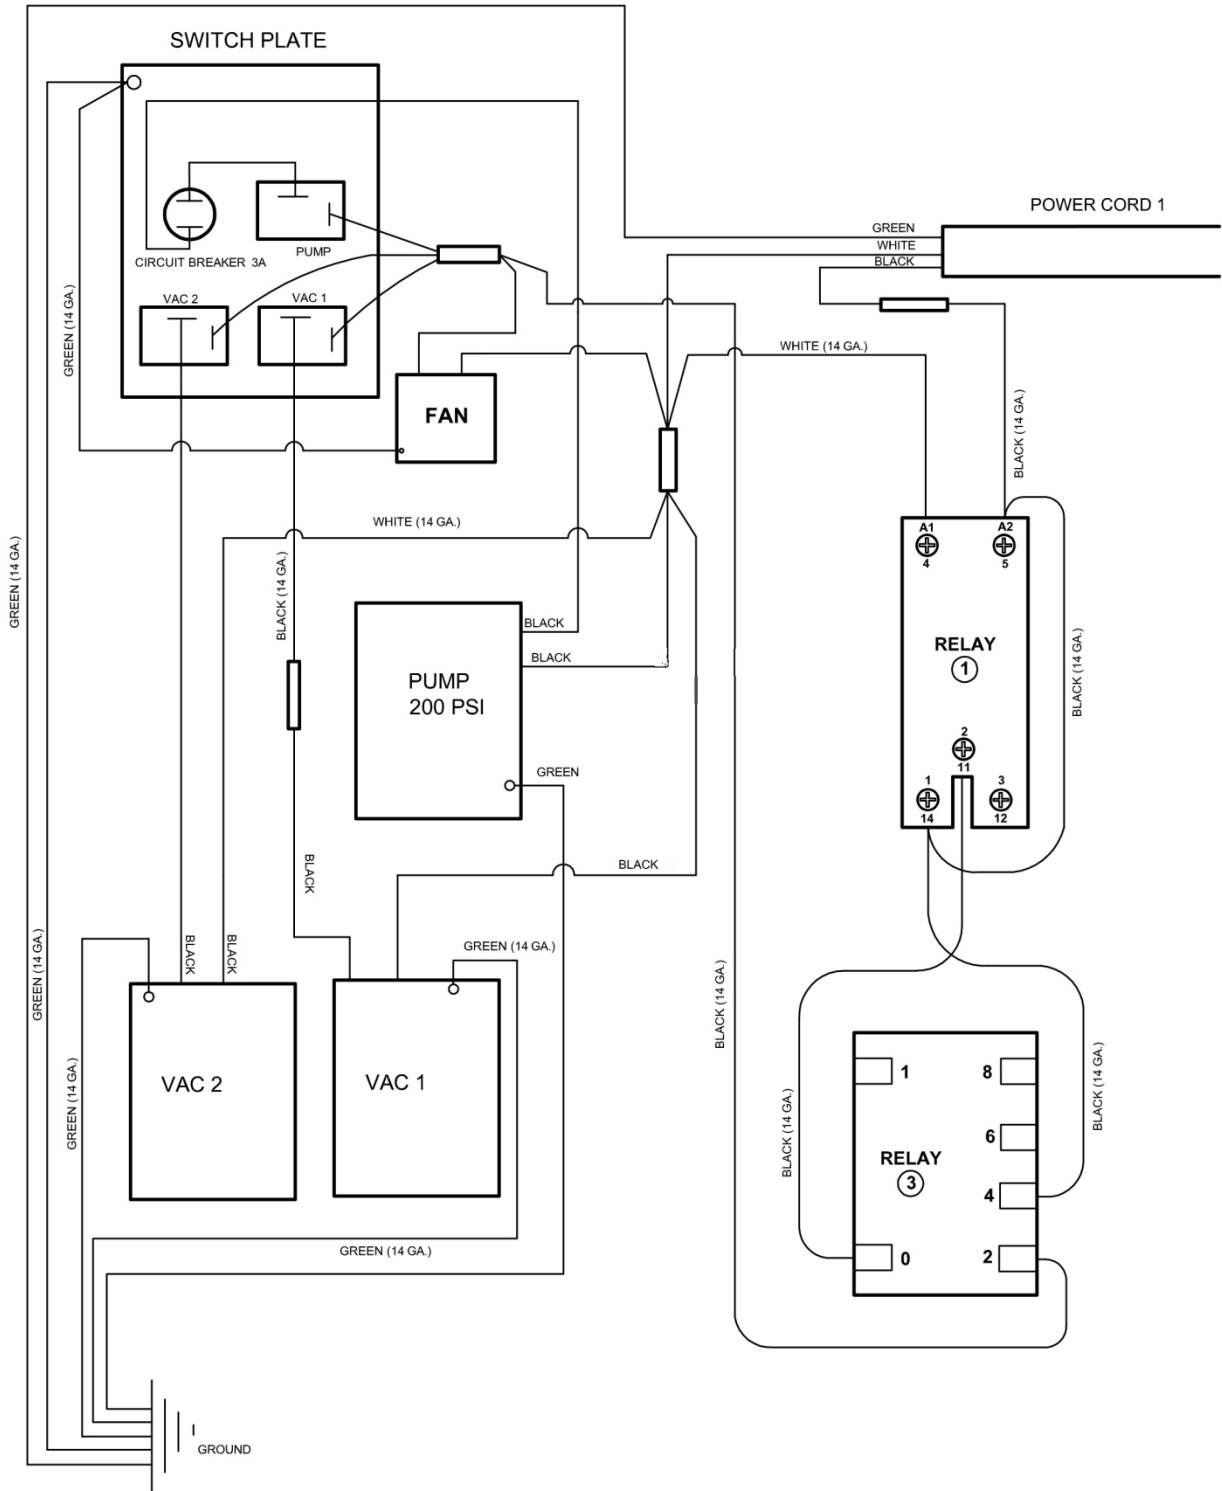 SWITCH PLATE
POWER CORD 1
GREEN
WHITE
BLACK
CIRCUIT BREAKER 3A
PUMP
VAC 2
VAC 1
GREEN (14 GA.)
WHITE (14 GA.)
FAN
BLACK (14 GA.)
WHITE (14 GA.)
A1
A2
4
5
GREEN (14 GA.)
BLACK (14 GA.)
BLACK
BLACK
PUMP
200 PSI
RELAY
1
BLACK (14 GA.)
2
11
GREEN
1
3
14
12
BLACK
BLACK
GREEN (14 GA.)
BLACK
BLACK
GREEN (14 GA.)
BLACK (14 GA.)
VAC 2
VAC 1
GREEN (14 GA.)
BLACK (14 GA.)
BLACK (14 GA.)
1
8
6
RELAY
3
4
0
2
GREEN (14 GA.)
GROUND